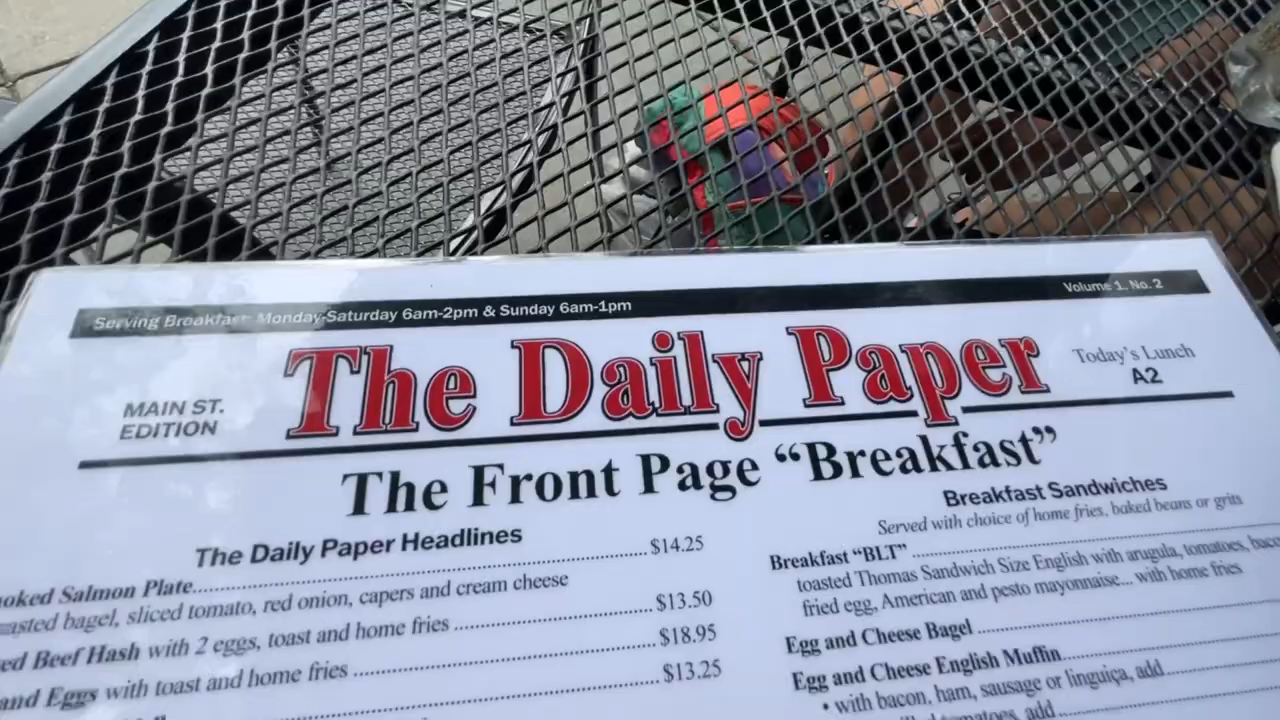 Serving Breakfast: Monday-Saturday 6am-2pm & Sunday 6am-1pm
Volume 1, No. 2
MAIN ST.
EDITION
The Daily Paper
Today's Lunch
A2
The Front Page “Breakfast”
The Daily Paper Headlines
Salmon Plate $14.25
bagel, sliced tomato, red onion, capers and cream cheese
Beef Hash with 2 eggs, toast and home fries $13.50
and Eggs with toast and home fries $18.95
$13.25
Breakfast Sandwiches
Served with choice of home fries, baked beans or grits
Breakfast “BLT”
toasted Thomas Sandwich Size English with arugula, tomatoes,
fried egg, American and pesto mayonnaise... with home fries
Egg and Cheese Bagel
Egg and Cheese English Muffin
• with bacon, ham, sausage or linguiça, add
tomatoes, add